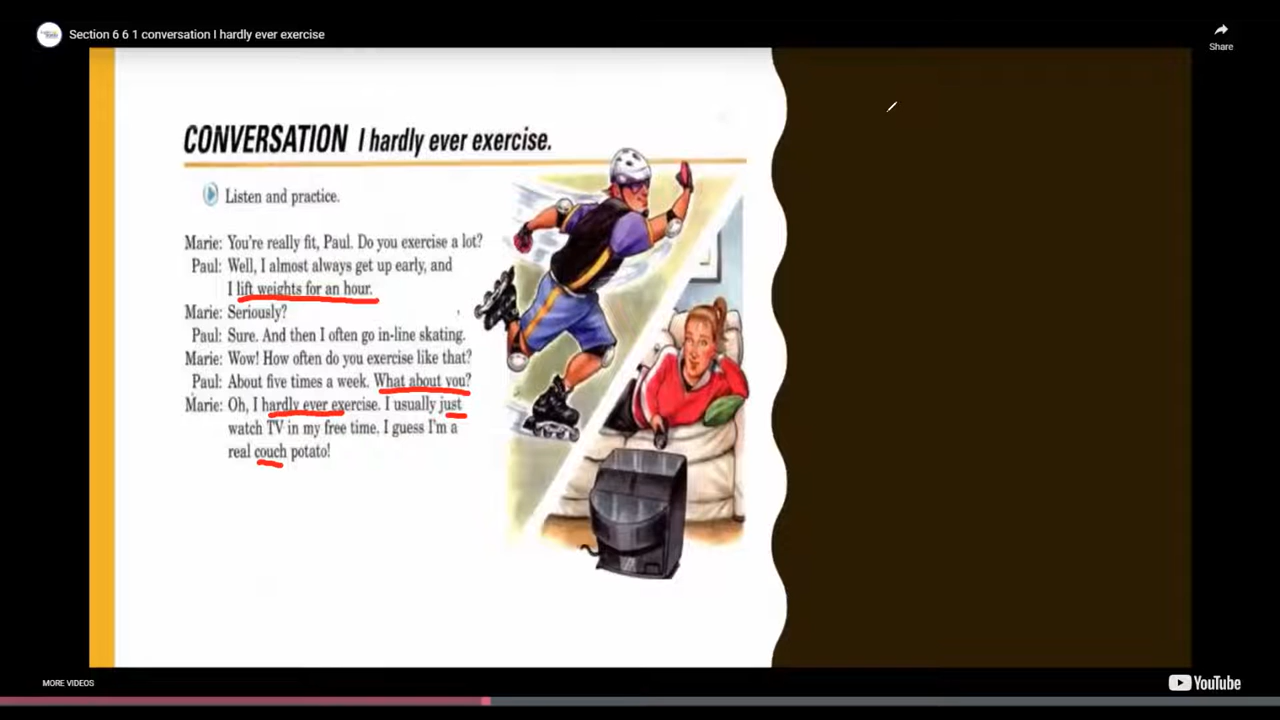 Section 6 6 1 conversation I hardly ever exercise
Share
CONVERSATION I hardly ever exercise.
Listen and practice.
Marie: You're really fit, Paul. Do you exercise a lot?
Paul: Well, I almost always get up early, and
I lift weights for an hour.
Marie: Seriously?
Paul: Sure. And then I often go in-line skating.
Marie: Wow! How often do you exercise like that?
Paul: About five times a week. What about you?
Marie: Oh, I hardly ever exercise. I usually just
watch TV in my free time. I guess I'm a
real couch potato!
MORE VIDEOS
YouTube